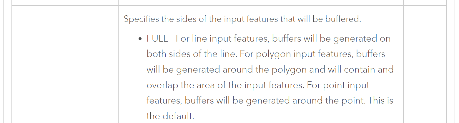 Specifies the sides of the input features that will be buffered.
• FULL—For line input features, buffers will be generated on
both sides of the line. For polygon input features, buffers
will be generated around the polygon and will contain and
overlap the area of the input features. For point input
features, buffers will be generated around the point. This is
the default.